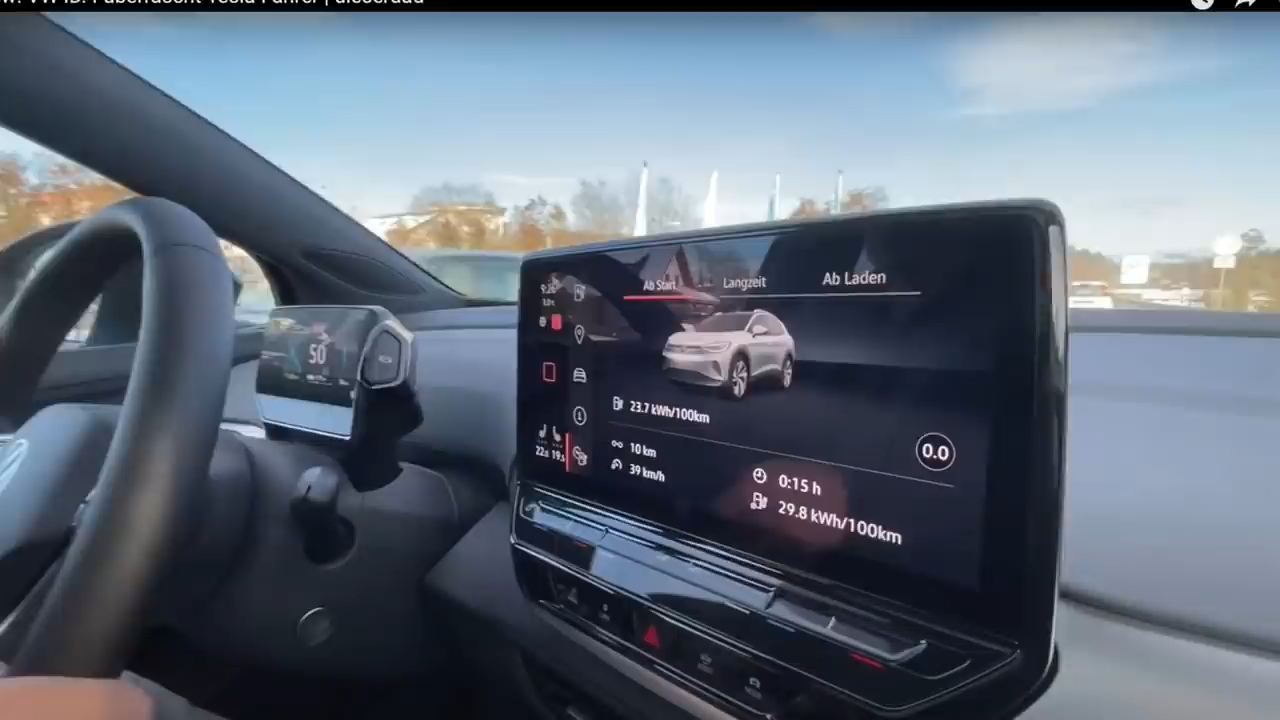 Ab Start Langzeit Ab Laden
50
23.7 kWh/100km
0.0
10 km
39 km/h
0:15 h
29.8 kWh/100km